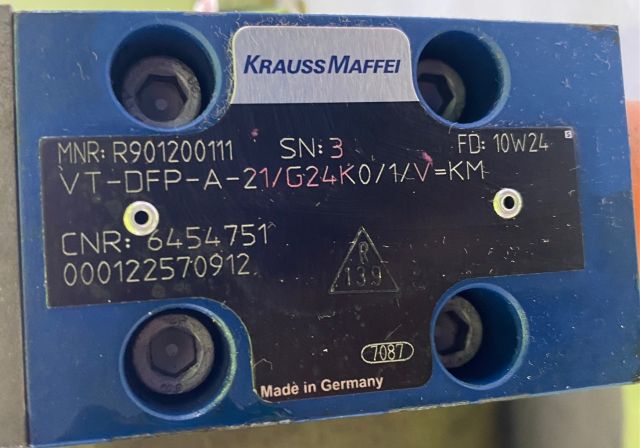 KRAUSSMAFFEI
MNR: R901200111 SN: 3 FD: 10W24
VT-DFP-A-21/G24K0/1/V=KM
CNR: 6454751
000122570912
R
139
7087
Made in Germany